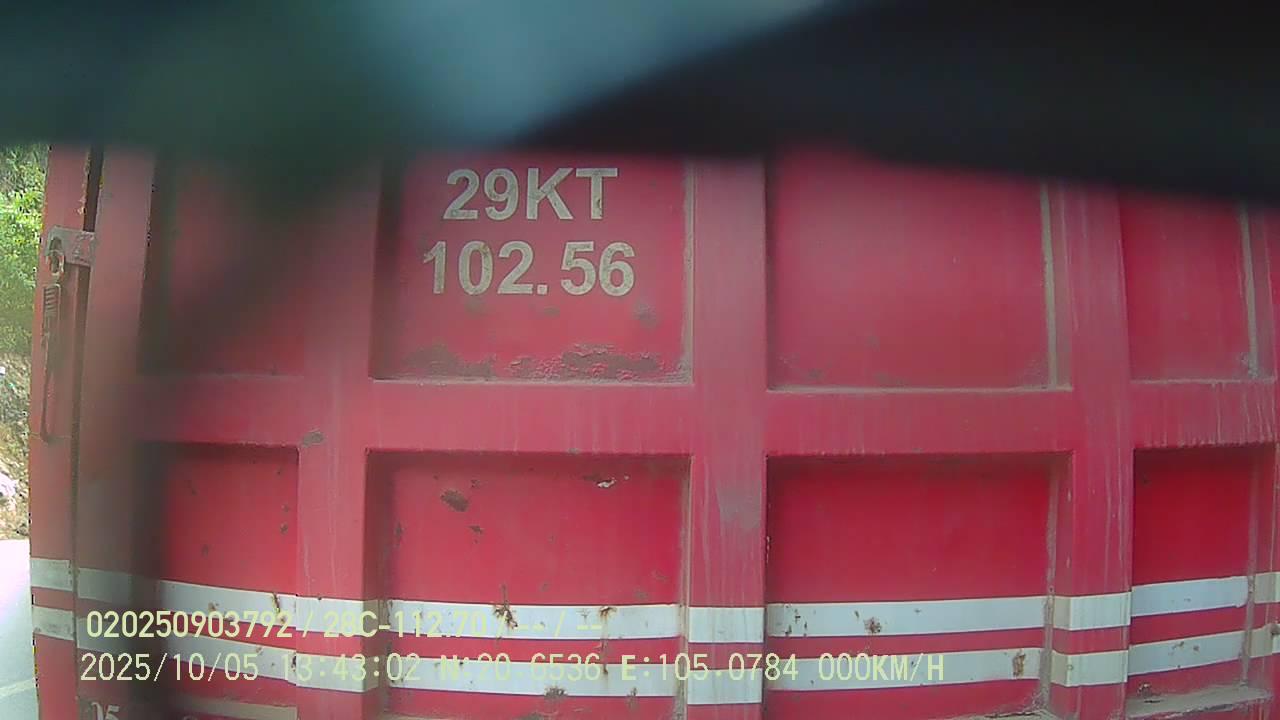 29KT
102.56
020250903792 / 28C-112.70 / -- / --
2025/10/05 13:43:02 N:20.6536 E:105.0784 000KM/H